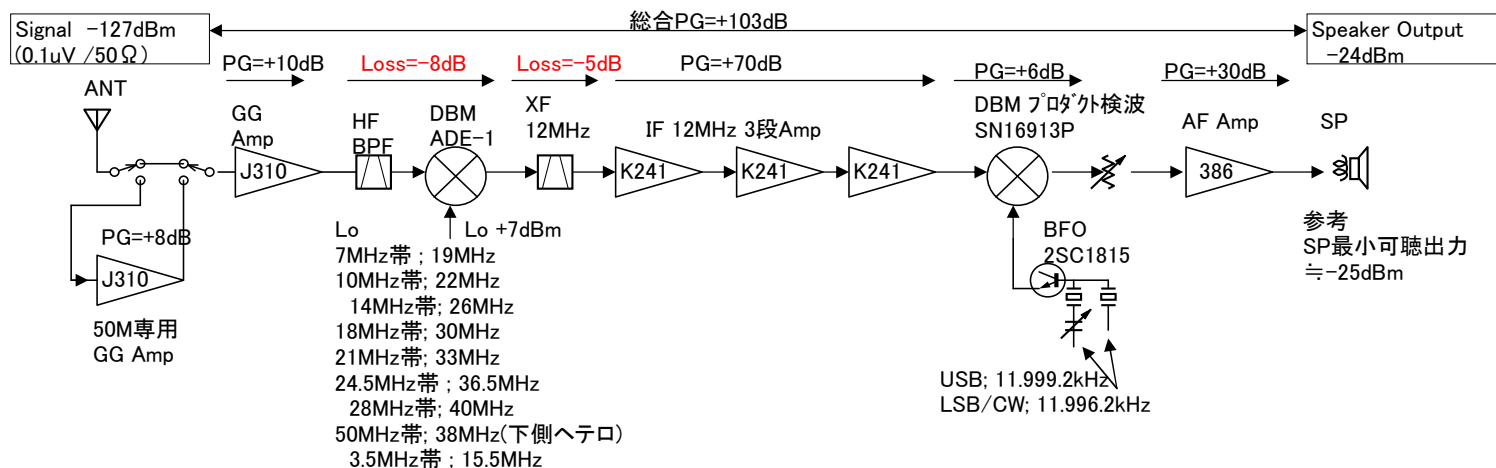 総合PG=+103dB
Signal -127dBm
(0.1uV /50Ω)
Speaker Output
-24dBm
PG=+10dB
Loss=-8dB
Loss=-5dB
PG=+70dB
PG=+6dB
PG=+30dB
ANT
GG
Amp
HF
BPF
DBM
ADE-1
XF
12MHz
IF 12MHz 3段Amp
DBM プロダクト検波
SN16913P
AF Amp
SP
J310
K241
K241
K241
386
PG=+8dB
J310
50M専用
GG Amp
Lo +7dBm
Lo
7MHz帯 ; 19MHz
10MHz帯; 22MHz
14MHz帯; 26MHz
18MHz帯; 30MHz
21MHz帯; 33MHz
24.5MHz帯 ; 36.5MHz
28MHz帯; 40MHz
50MHz帯; 38MHz(下側ヘテロ)
3.5MHz帯 ; 15.5MHz
BFO
2SC1815
USB; 11.999.2kHz
LSB/CW; 11.996.2kHz
参考
SP最小可聴出力
≒-25dBm